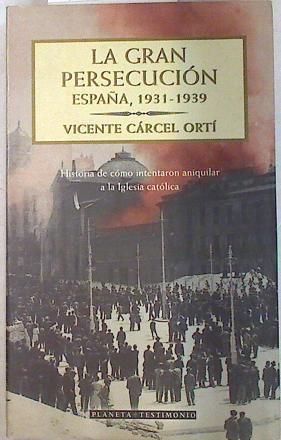 LA GRAN
PERSECUCIÓN
ESPAÑA, 1931-1939
VICENTE CÁRCEL ORTÍ
Historia de cómo intentaron aniquilar
a la Iglesia católica
PLANETA TESTIMONIO